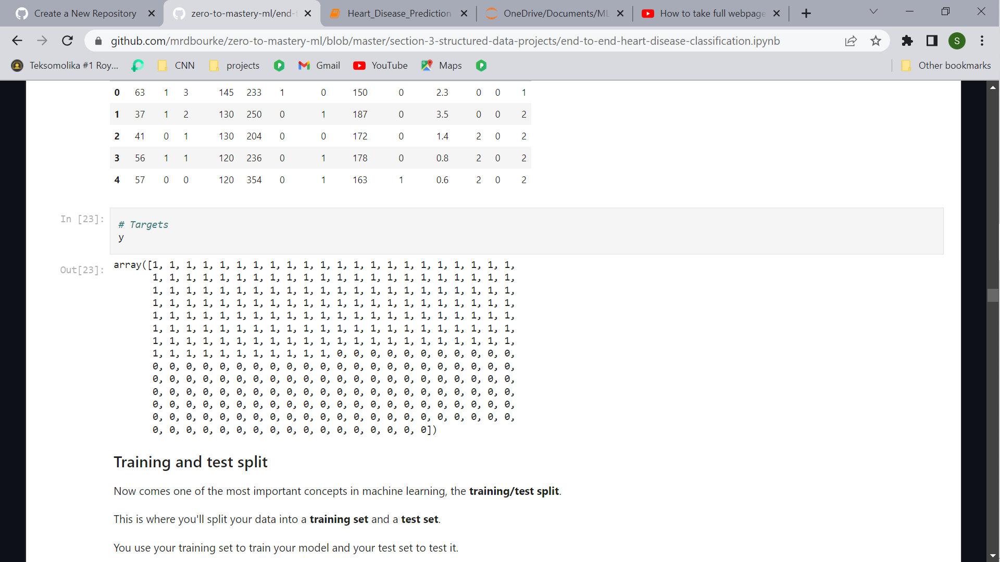 Create a New Repository
zero-to-mastery-ml/end-
Heart_Disease_Prediction
OneDrive/Documents/ML
How to take full webpage
github.com/mrdbourke/zero-to-mastery-ml/blob/master/section-3-structured-data-projects/end-to-end-heart-disease-classification.ipynb
S
Teksomolika #1 Roy...
CNN
projects
Gmail
YouTube
Maps
Other bookmarks
0 63 1 3 145 233 1 0 150 0 2.3 0 0 1
1 37 1 2 130 250 0 1 187 0 3.5 0 0 2
2 41 0 1 130 204 0 0 172 0 1.4 2 0 2
3 56 1 1 120 236 0 1 178 0 0.8 2 0 2
4 57 0 0 120 354 0 1 163 1 0.6 2 0 2
In [23]:
# Targets
y
Out[23]:
array([1, 1, 1, 1, 1, 1, 1, 1, 1, 1, 1, 1, 1, 1, 1, 1, 1, 1, 1, 1, 1, 1,
1, 1, 1, 1, 1, 1, 1, 1, 1, 1, 1, 1, 1, 1, 1, 1, 1, 1, 1, 1, 1, 1,
1, 1, 1, 1, 1, 1, 1, 1, 1, 1, 1, 1, 1, 1, 1, 1, 1, 1, 1, 1, 1, 1,
1, 1, 1, 1, 1, 1, 1, 1, 1, 1, 1, 1, 1, 1, 1, 1, 1, 1, 1, 1, 1, 1,
1, 1, 1, 1, 1, 1, 1, 1, 1, 1, 1, 1, 1, 1, 1, 1, 1, 1, 1, 1, 1, 1,
1, 1, 1, 1, 1, 1, 1, 1, 1, 1, 1, 1, 1, 1, 1, 1, 1, 1, 1, 1, 1, 1,
1, 1, 1, 1, 1, 1, 1, 1, 1, 1, 1, 1, 1, 1, 1, 1, 1, 1, 1, 1, 1, 1,
1, 1, 1, 1, 1, 1, 1, 1, 1, 1, 1, 0, 0, 0, 0, 0, 0, 0, 0, 0, 0, 0,
0, 0, 0, 0, 0, 0, 0, 0, 0, 0, 0, 0, 0, 0, 0, 0, 0, 0, 0, 0, 0, 0,
0, 0, 0, 0, 0, 0, 0, 0, 0, 0, 0, 0, 0, 0, 0, 0, 0, 0, 0, 0, 0, 0,
0, 0, 0, 0, 0, 0, 0, 0, 0, 0, 0, 0, 0, 0, 0, 0, 0, 0, 0, 0, 0, 0,
0, 0, 0, 0, 0, 0, 0, 0, 0, 0, 0, 0, 0, 0, 0, 0, 0, 0, 0, 0, 0, 0,
0, 0, 0, 0, 0, 0, 0, 0, 0, 0, 0, 0, 0, 0, 0, 0, 0, 0, 0, 0, 0, 0,
0, 0, 0, 0, 0, 0, 0, 0, 0, 0, 0, 0, 0, 0, 0, 0, 0])
Training and test split
Now comes one of the most important concepts in machine learning, the training/test split.
This is where you'll split your data into a training set and a test set.
You use your training set to train your model and your test set to test it.